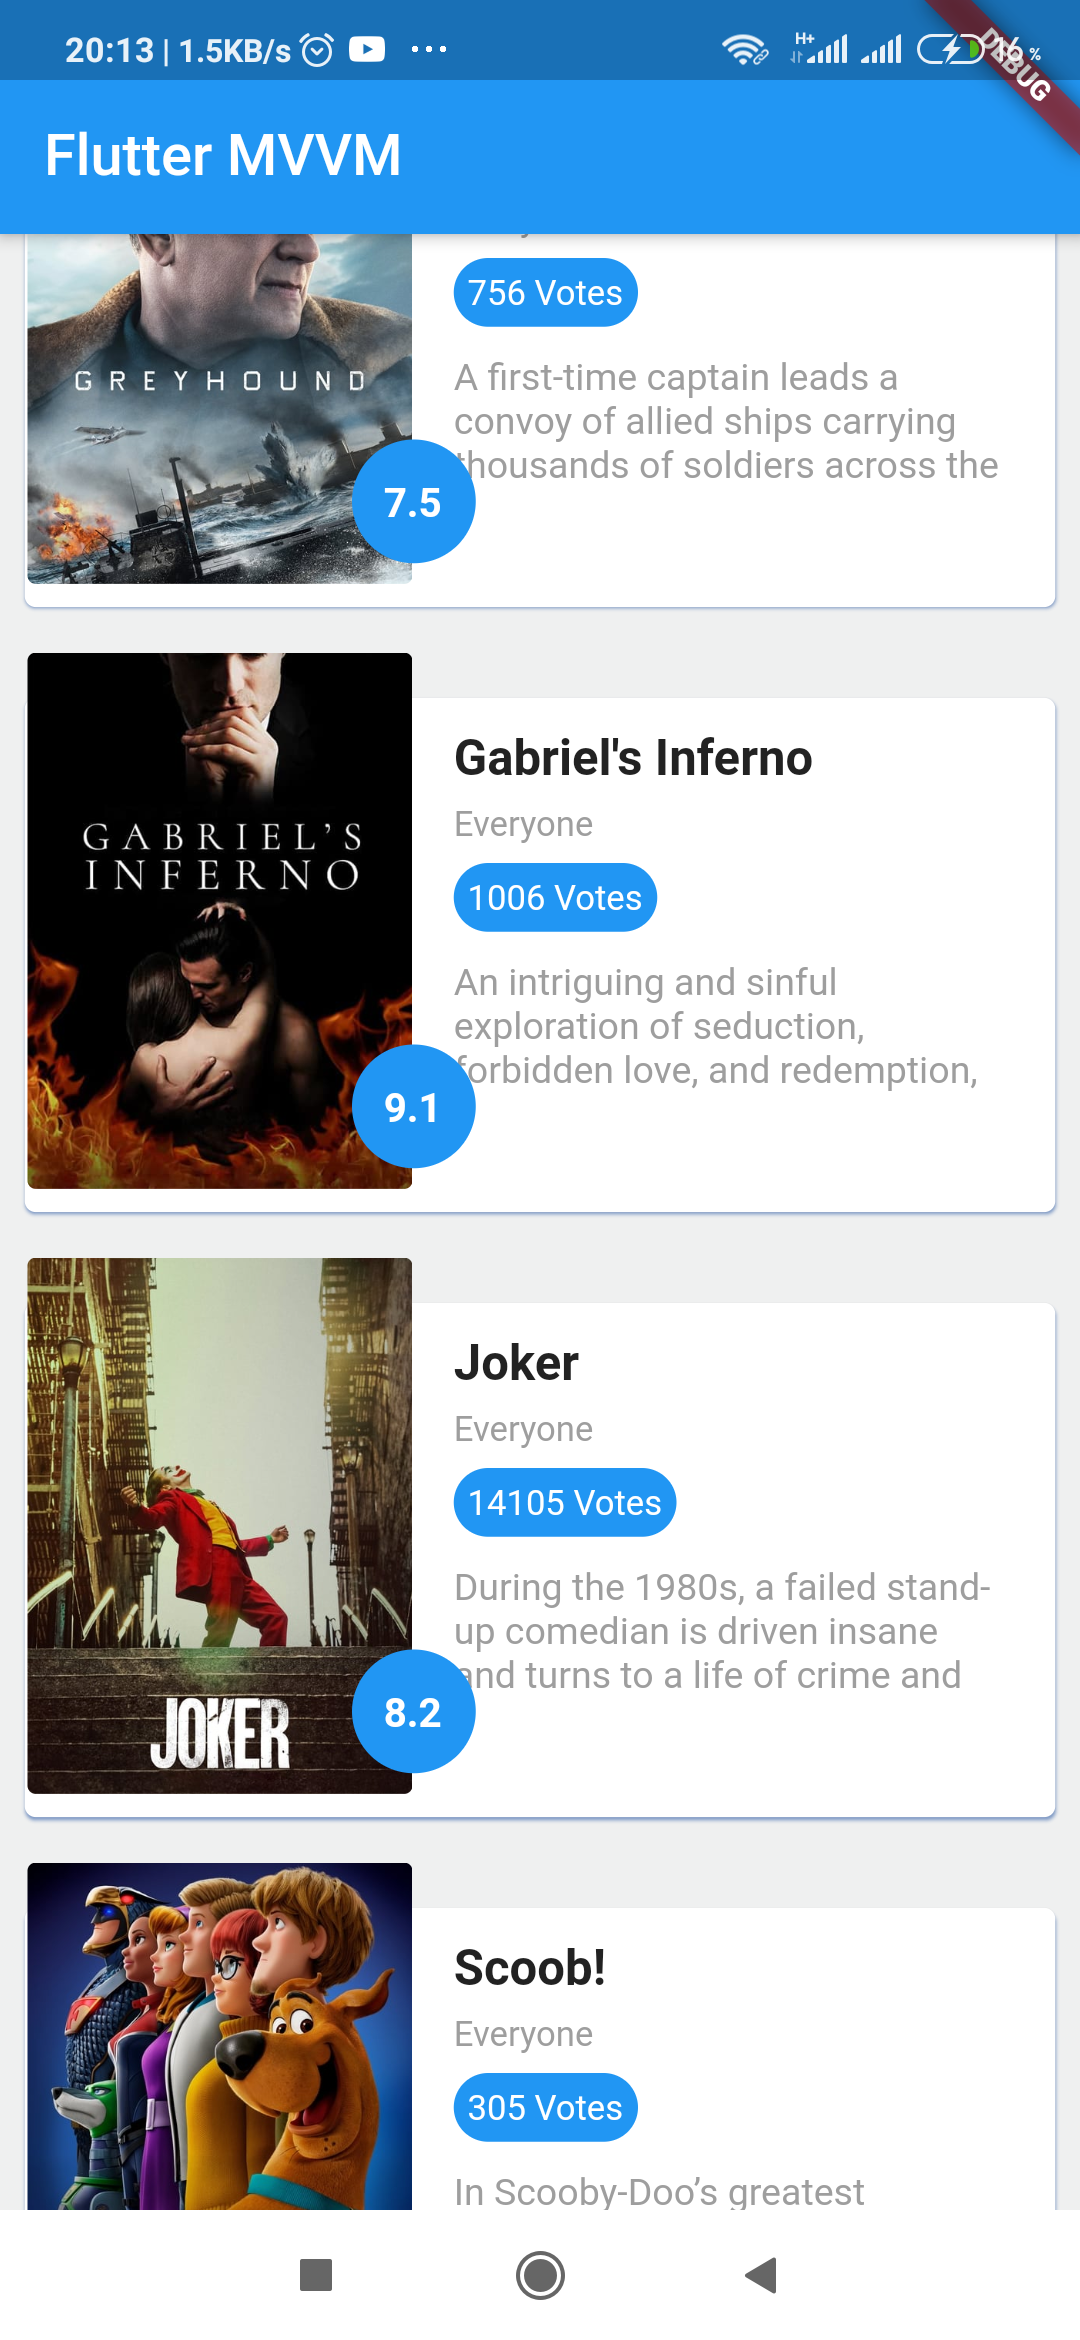 20:13 | 1.5KB/s
H+
16 %
DEBUG
Flutter MVVM
GREYHOUND
756 Votes
A first-time captain leads a
convoy of allied ships carrying
thousands of soldiers across the
7.5
GABRIEL'S
INFERNO
Gabriel's Inferno
Everyone
1006 Votes
An intriguing and sinful
exploration of seduction,
forbidden love, and redemption,
9.1
JOKER
Joker
Everyone
14105 Votes
During the 1980s, a failed stand-
up comedian is driven insane
and turns to a life of crime and
8.2
Scoob!
Everyone
305 Votes
In Scooby-Doo’s greatest